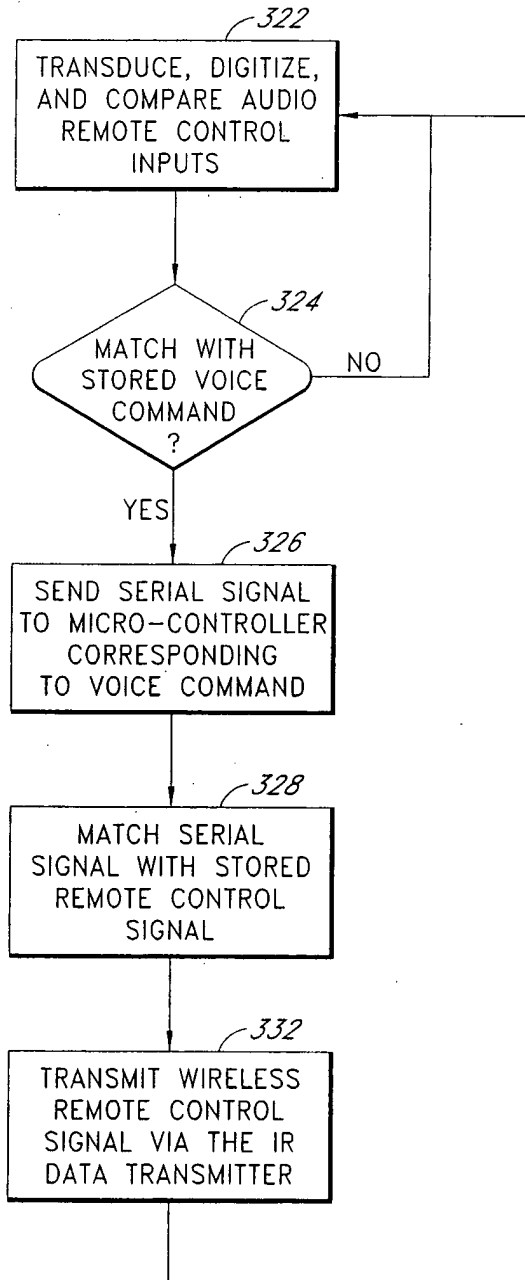 322
TRANSDUCE, DIGITIZE,
AND COMPARE AUDIO
REMOTE CONTROL
INPUTS
324
MATCH WITH
STORED VOICE
COMMAND
?
NO
YES
326
SEND SERIAL SIGNAL
TO MICRO-CONTROLLER
CORRESPONDING
TO VOICE COMMAND
328
MATCH SERIAL
SIGNAL WITH STORED
REMOTE CONTROL
SIGNAL
332
TRANSMIT WIRELESS
REMOTE CONTROL
SIGNAL VIA THE IR
DATA TRANSMITTER